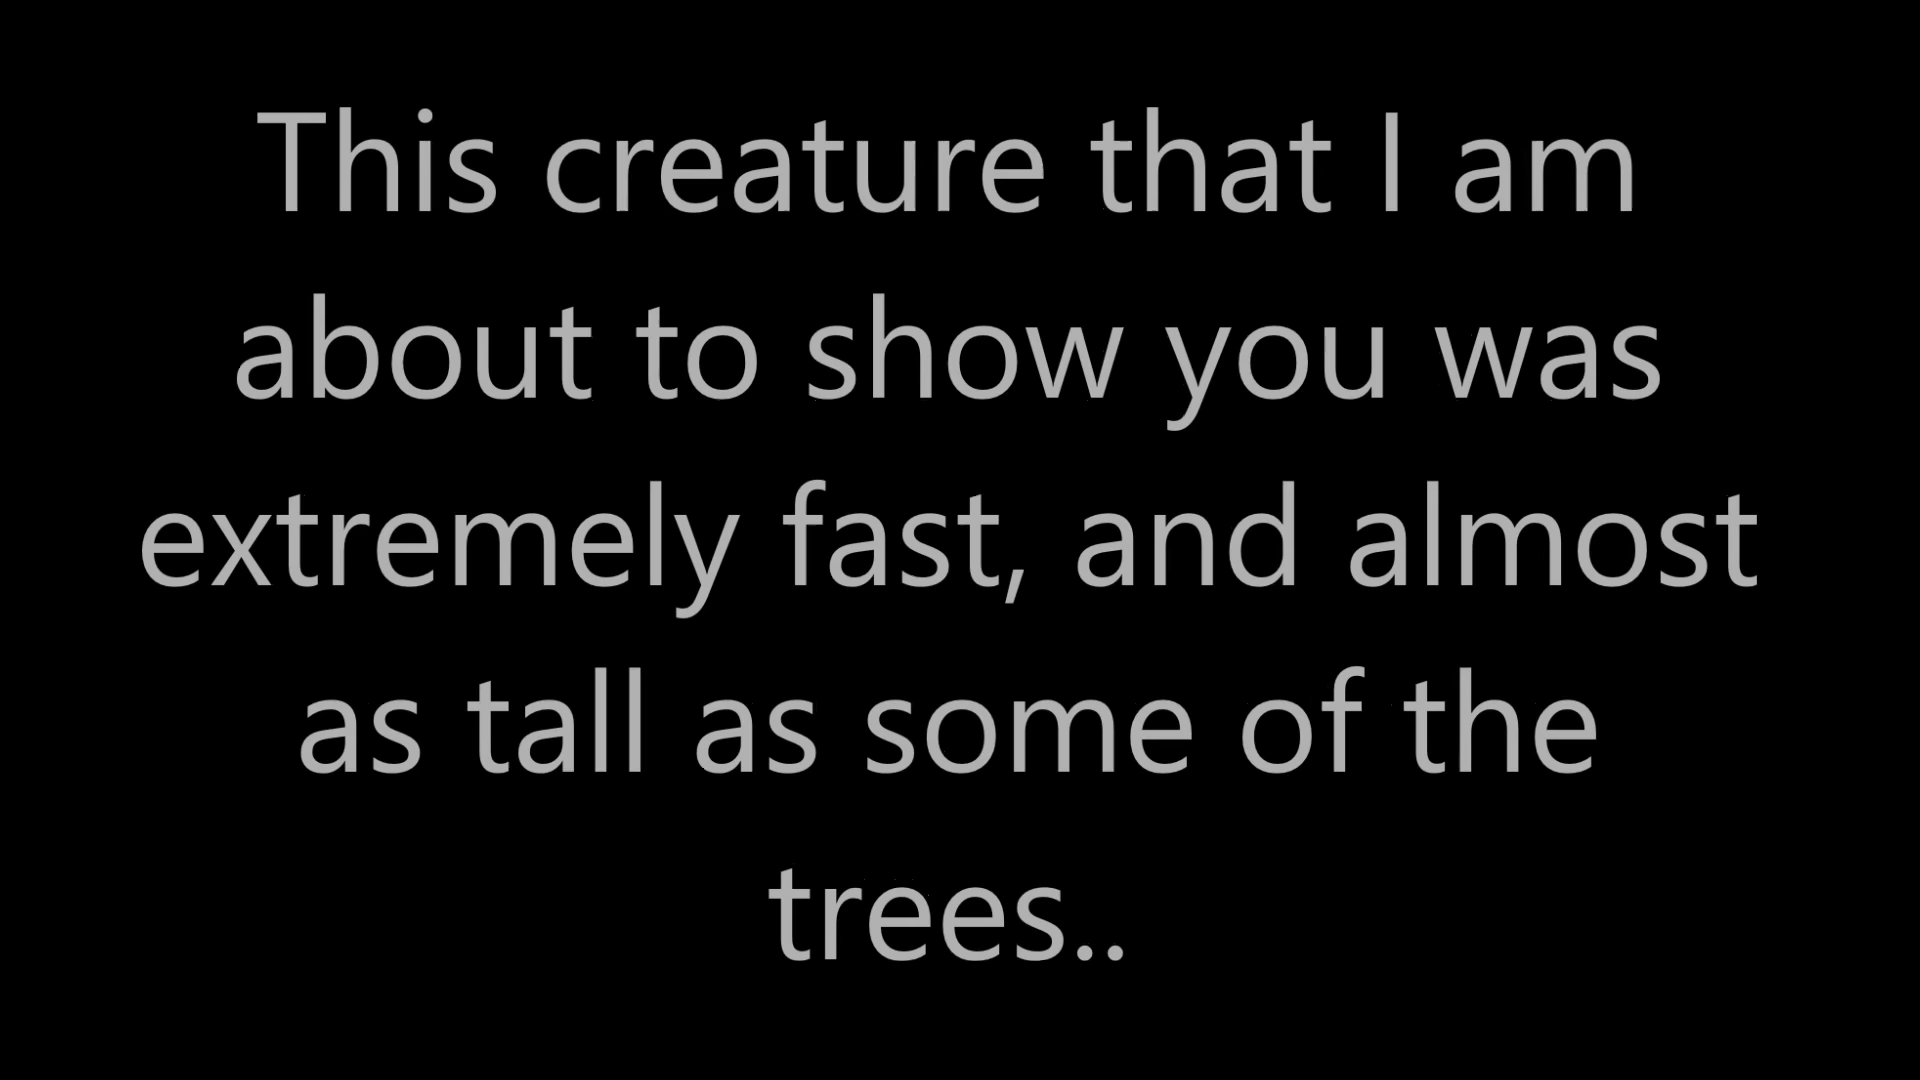 This creature that I am
about to show you was
extremely fast, and almost
as tall as some of the
trees..